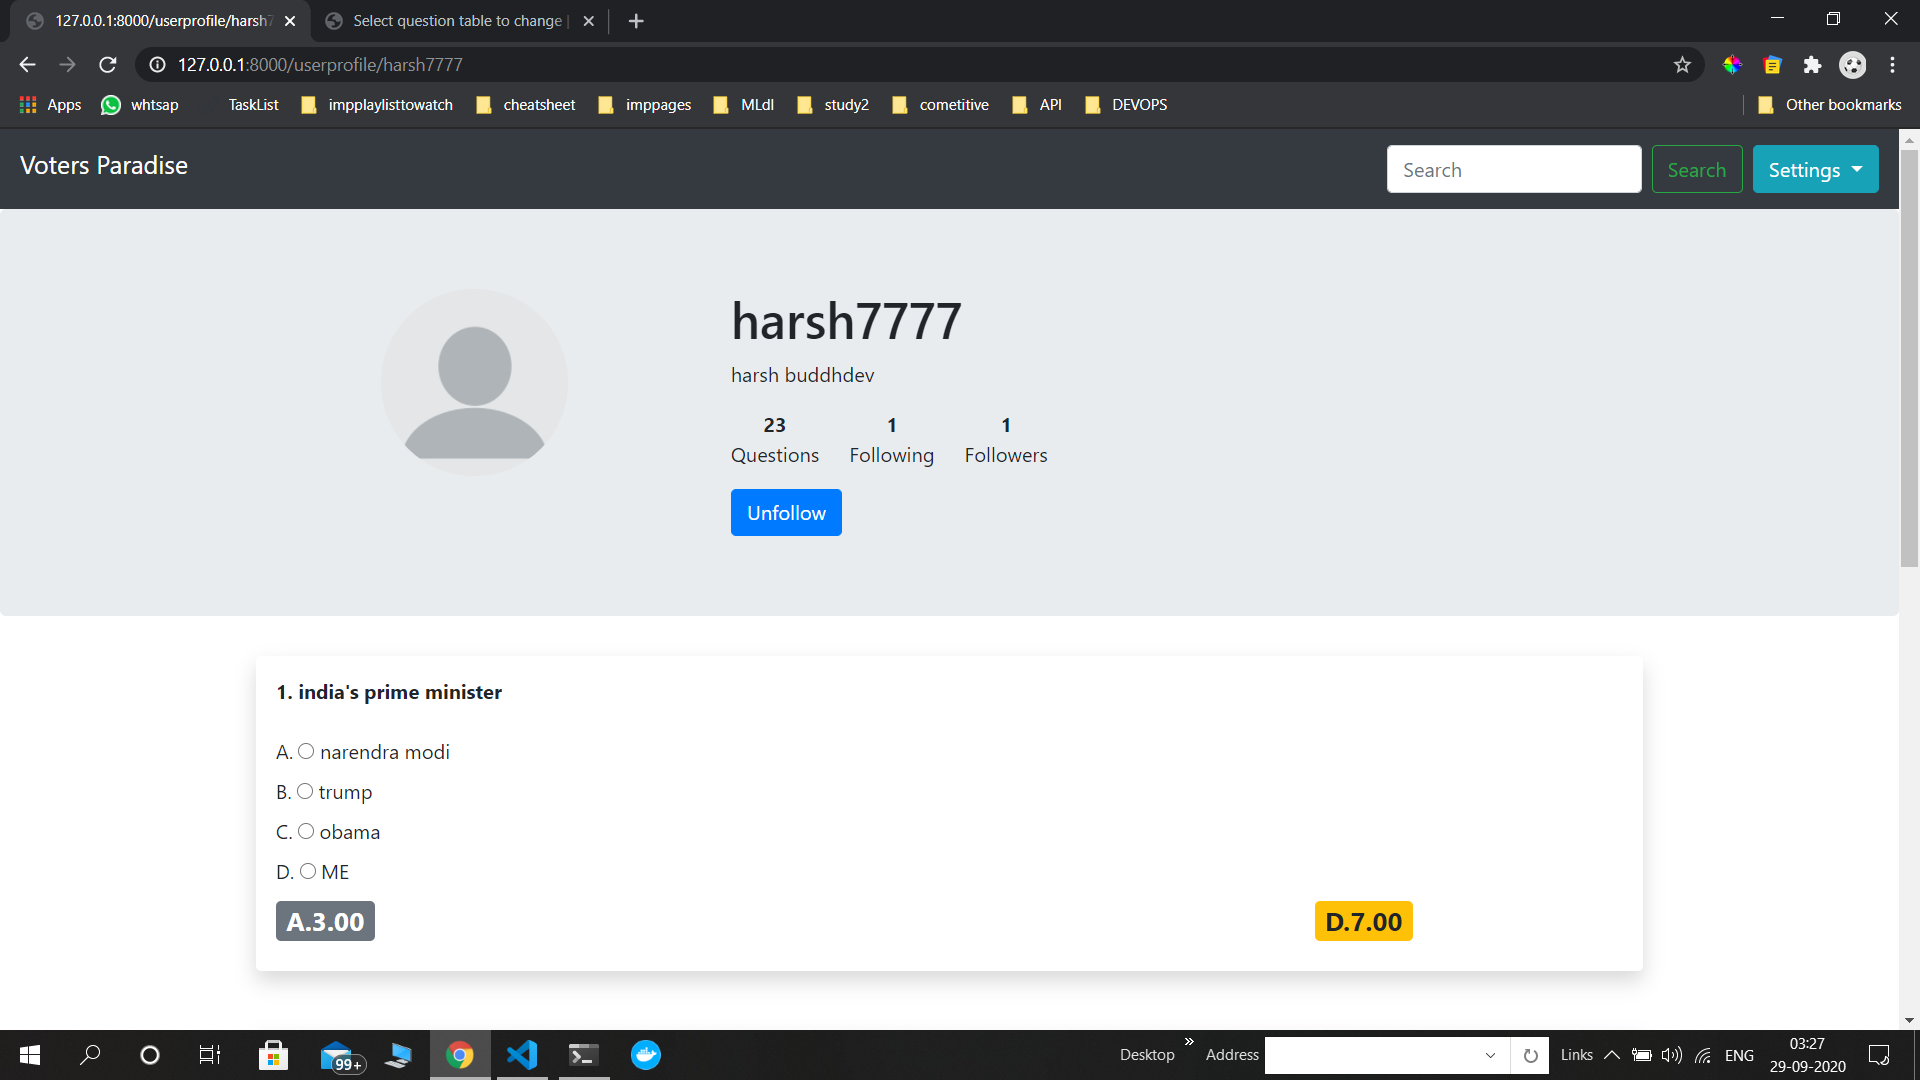 127.0.0.1:8000/userprofile/harsh7
Select question table to change |
127.0.0.1:8000/userprofile/harsh7777
Apps whtsap TaskList impplaylisttowatch cheatsheet imppages MLdl study2 cometitive API DEVOPS Other bookmarks
Voters Paradise
Search Search Settings
harsh7777
harsh buddhdev
23 1 1
Questions Following Followers
Unfollow
1. india's prime minister
A. narendra modi
B. trump
C. obama
D. ME
A.3.00 D.7.00
99+
Desktop » Address Links ENG
03:27
29-09-2020